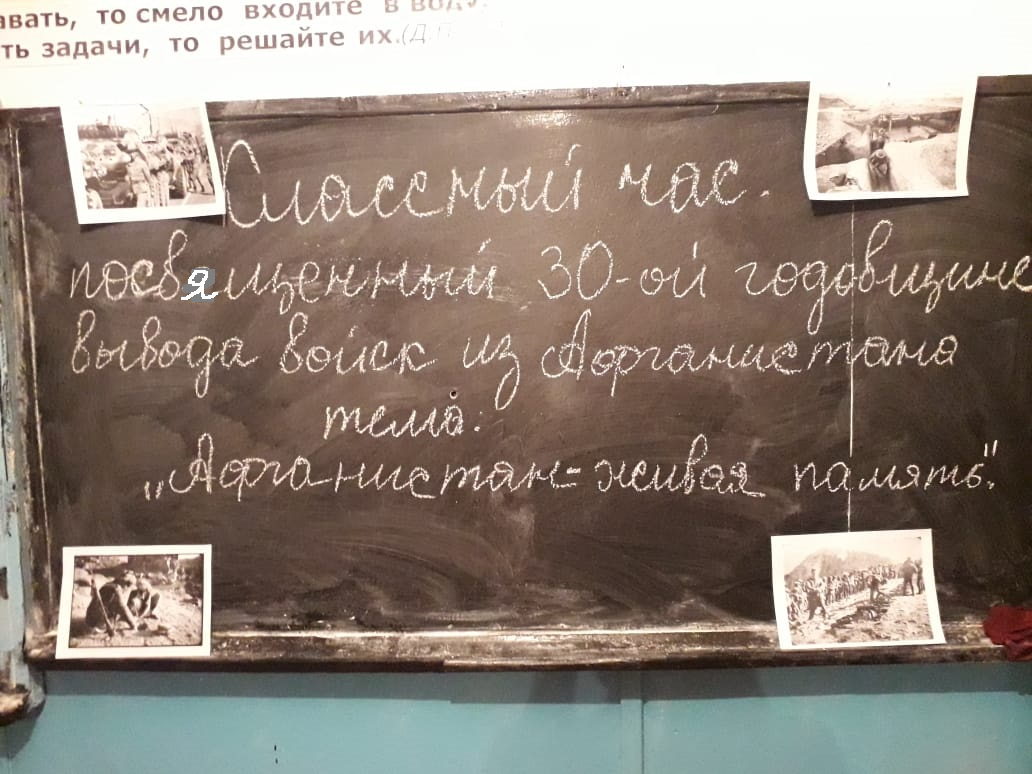 авать, то смело входите в воду.
ть задачи, то решайте их. (Д.П
Классный час.
посвященный 30-ой годовщине
вывода войск из Афганистана
тема:
„Афганистан-живая память".